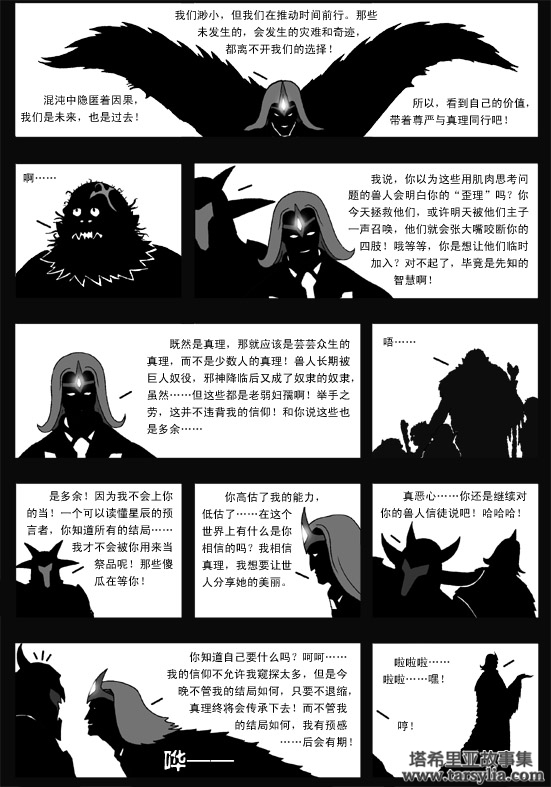 我们渺小，但我们在推动时间前行。那些
未发生的，会发生的灾难和奇迹，
都离不开我们的选择！
混沌中隐匿着因果，
我们是未来，也是过去！
所以，看到自己的价值，
带着尊严与真理同行吧！
啊……
我说，你以为这些用肌肉思考问
题的兽人会明白你的“歪理”吗？你
今天拯救他们，或许明天被他们主子
一声召唤，他们就会张大嘴咬断你的
四肢！哦等等，你是想让他们临时
加入？对不起了，毕竟是先知的
智慧啊！
既然是真理，那就应该是芸芸众生的
真理，而不是少数人的真理！兽人长期被
巨人奴役，邪神降临后又成了奴隶的奴隶，
虽然……但这些都是老弱妇孺啊！举手之
劳，这并不违背我的信仰！和你说这些也
是多余……
唔……
是多余！因为我不会上你
的当！一个可以读懂星辰的预
言者，你知道所有的结局……
我才不会被你用来当
祭品呢！那些傻
瓜在等你！
你高估了我的能力，
低估了……在这个
世界上有什么是你
相信的吗？我相信
真理，我想要让世
人分享她的美丽。
真恶心……你还是继续对
你的兽人信徒说吧！哈哈哈！
你知道自己要什么吗？呵呵……
我的信仰不允许我窥探太多，但是今
晚不管我的结局如何，只要不退缩，
真理终将会传承下去！而不管我
的结局如何，我有预感
……后会有期！
哗——
啦啦啦……
啦啦……嘿！
哼！
塔希里亚故事集
www.tarsylia.com